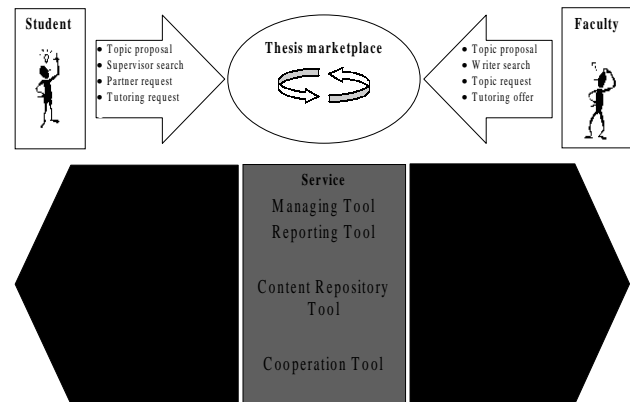 Student
Thesis marketplace
Faculty
• Topic proposal
• Supervisor search
• Partner request
• Tutoring request
• Topic proposal
• Writer search
• Topic request
• Tutoring offer
Service
Managing Tool
Reporting Tool
Content Repository
Tool
Cooperation Tool